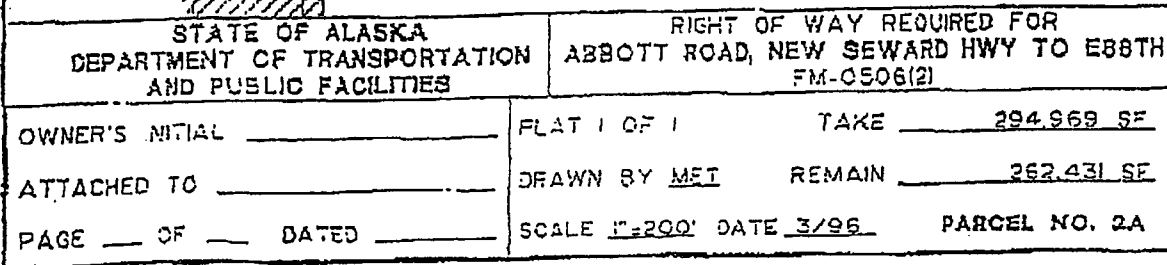 STATE OF ALASKA
DEPARTMENT OF TRANSPORTATION
AND PUBLIC FACILITIES
RIGHT OF WAY REQUIRED FOR
ABBOTT ROAD, NEW SEWARD HWY TO E88TH
FM-0506(2)
OWNER'S INITIAL
ATTACHED TO
PAGE ___ OF ___ DATED
PLAT 1 OF 1 TAKE 294,969 SF
DRAWN BY MET REMAIN 262,431 SF
SCALE 1"=200' DATE 3/96 PARCEL NO. 2A